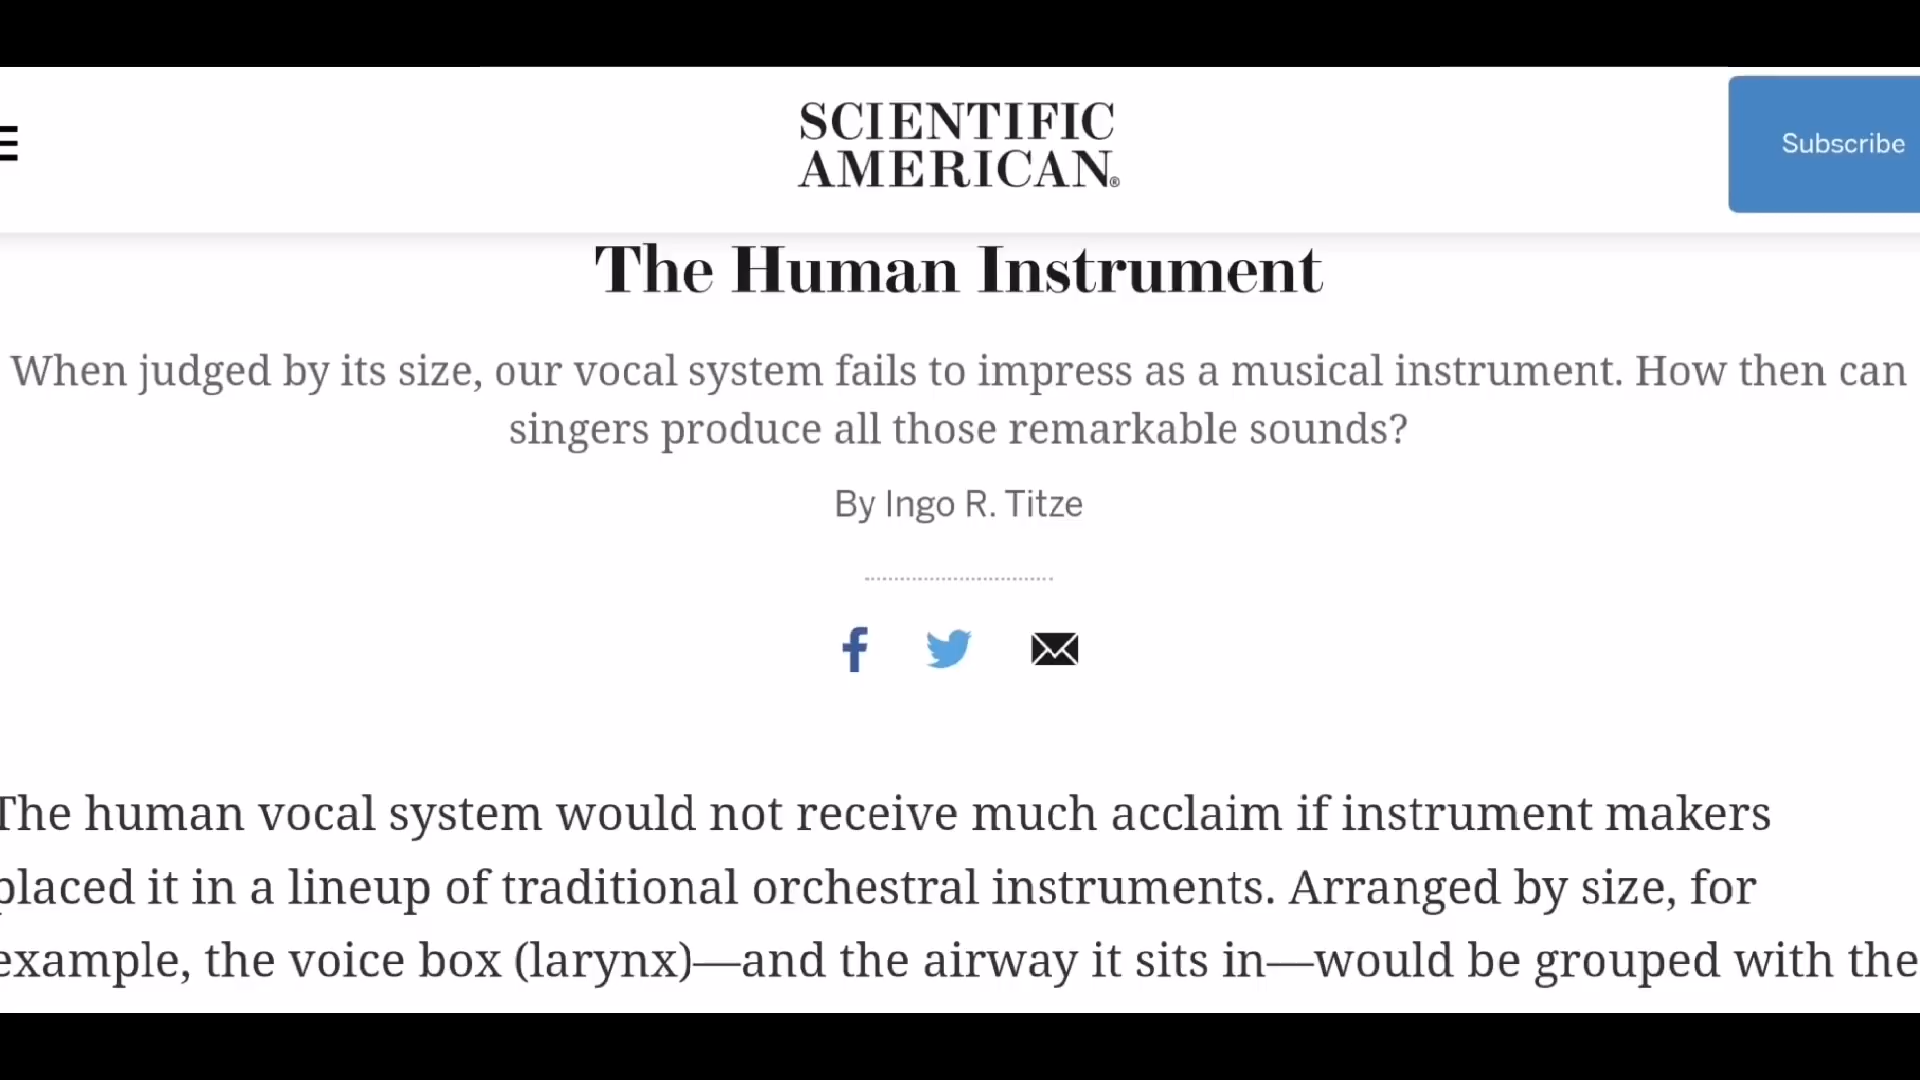 SCIENTIFIC
AMERICAN®
Subscribe
The Human Instrument
When judged by its size, our vocal system fails to impress as a musical instrument. How then can
singers produce all those remarkable sounds?
By Ingo R. Titze
The human vocal system would not receive much acclaim if instrument makers
placed it in a lineup of traditional orchestral instruments. Arranged by size, for
example, the voice box (larynx)—and the airway it sits in—would be grouped with the